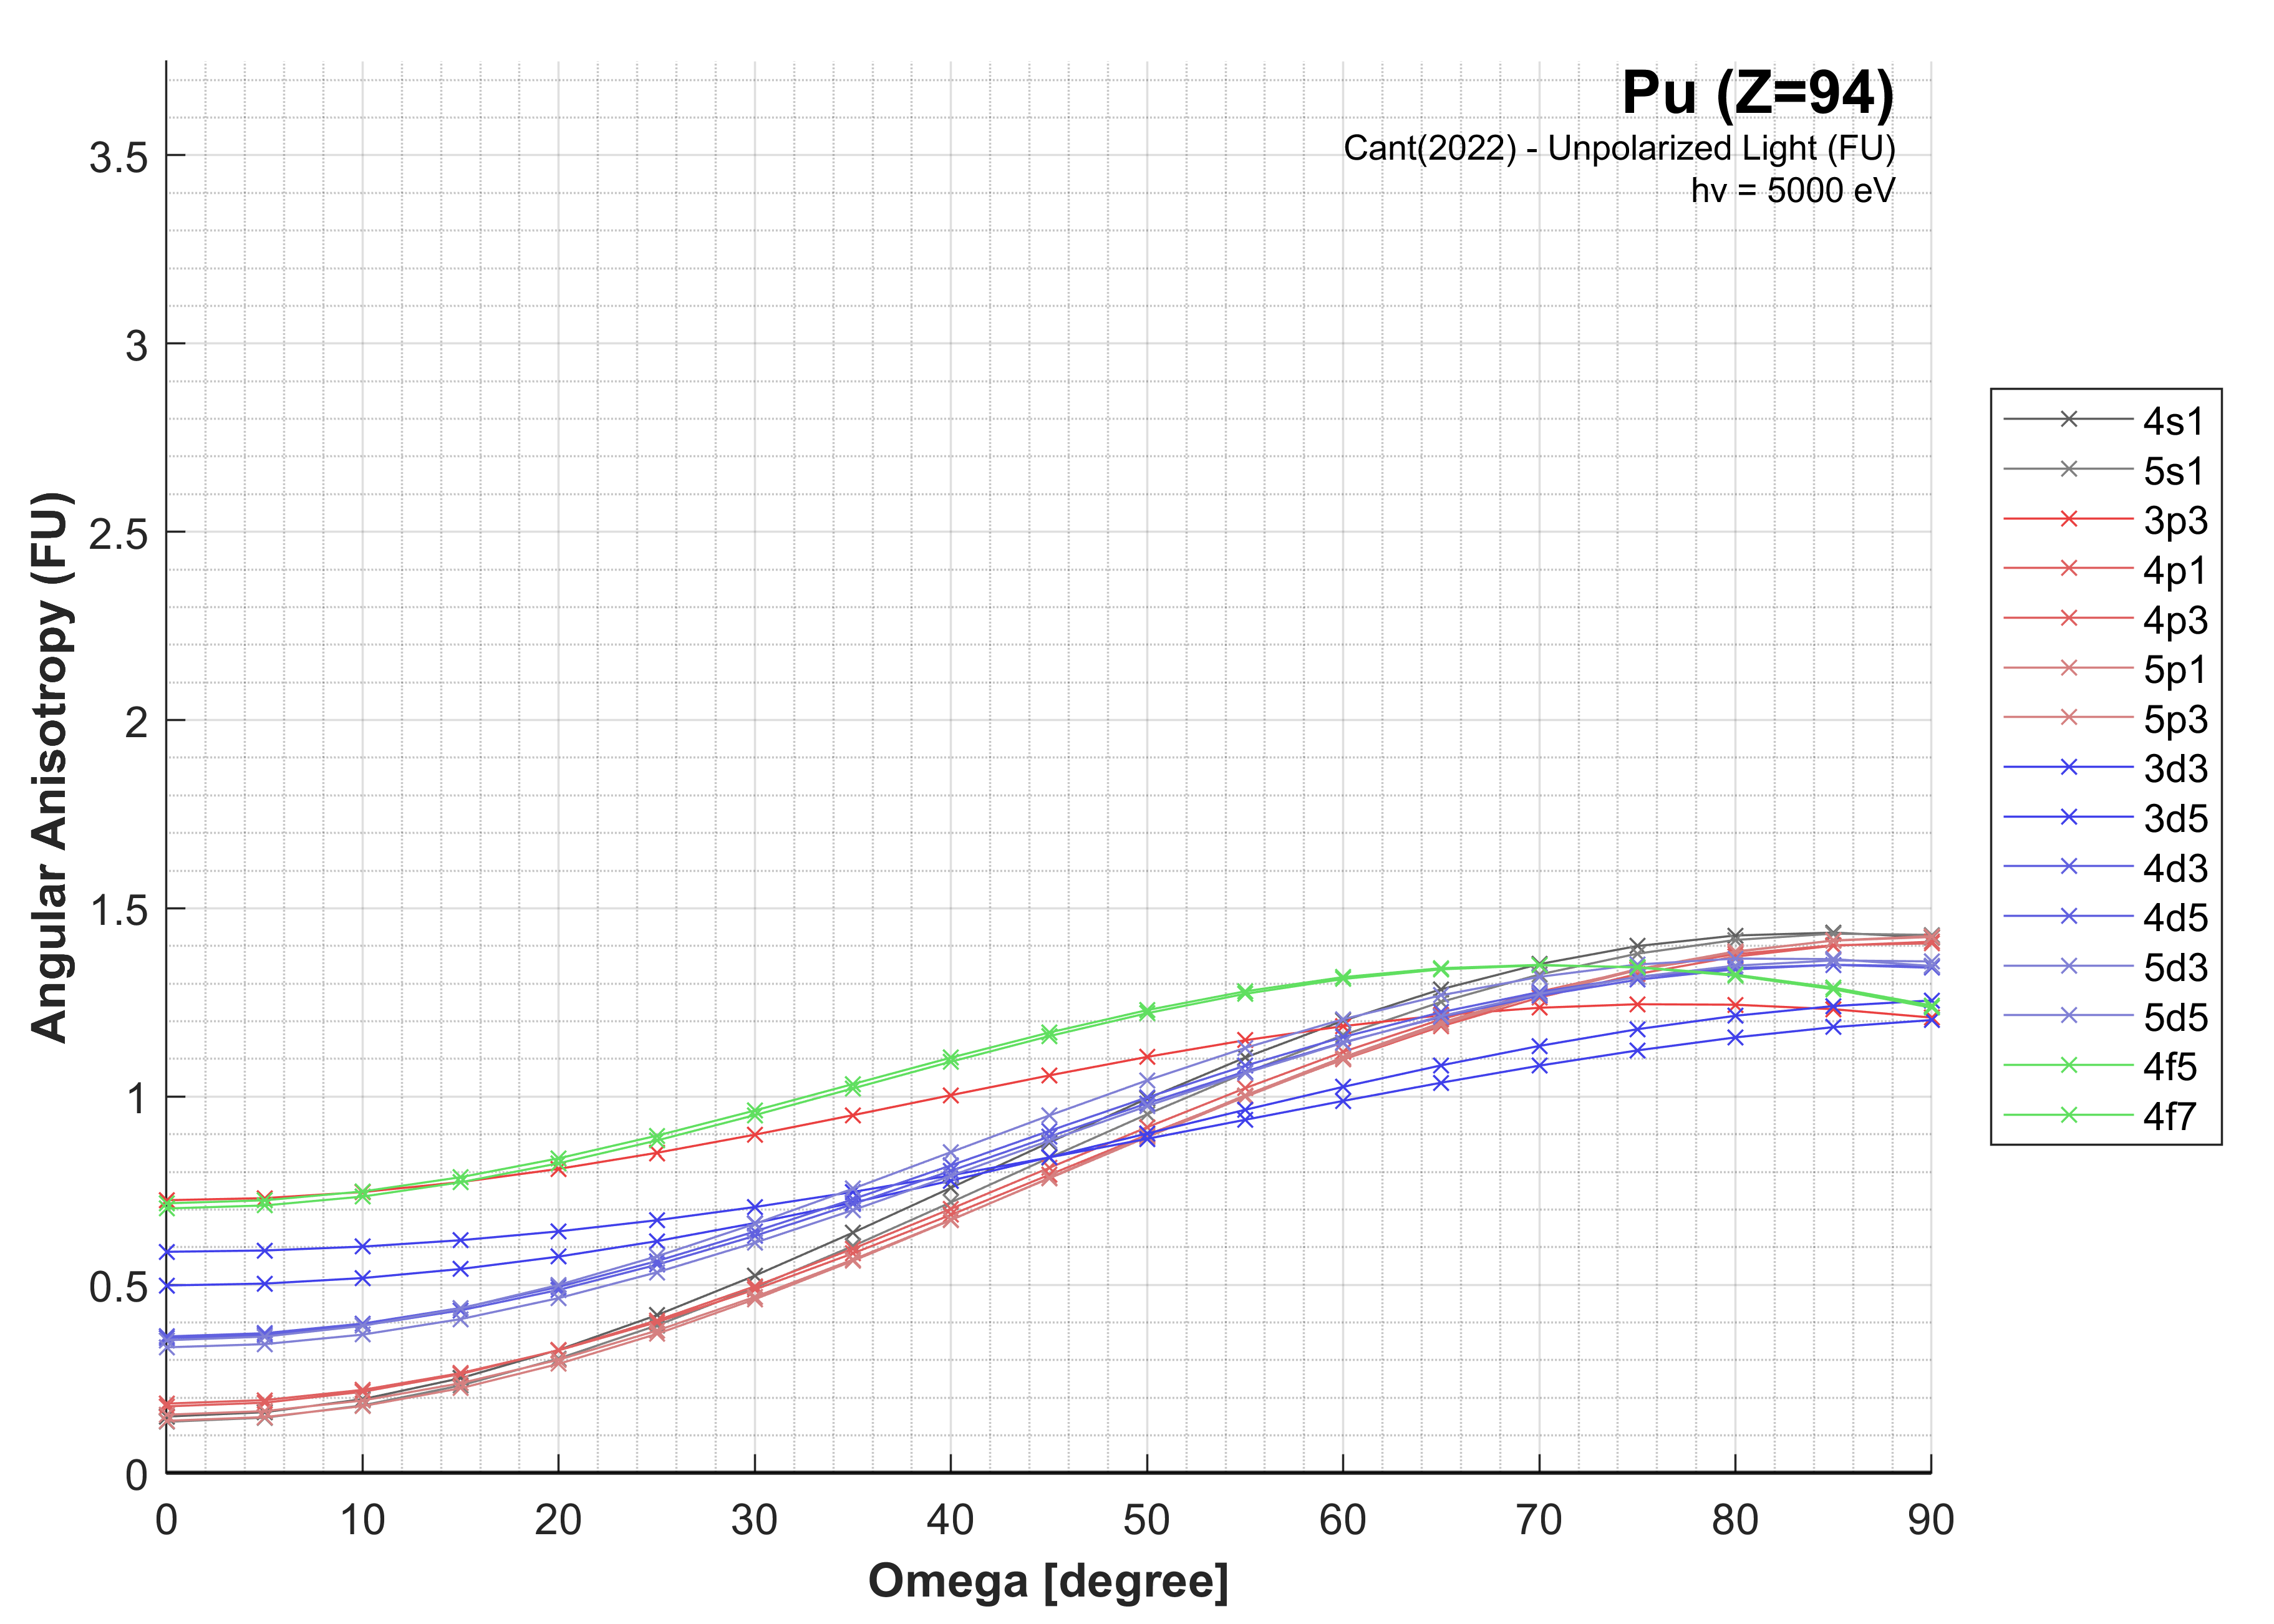 Pu (Z=94)
Cant(2022) - Unpolarized Light (FU)
hv = 5000 eV
Angular Anisotropy (FU)
3.5
3
2.5
2
1.5
1
0.5
0
0 10 20 30 40 50 60 70 80 90
Omega [degree]
4s1
5s1
3p3
4p1
4p3
5p1
5p3
3d3
3d5
4d3
4d5
5d3
5d5
4f5
4f7